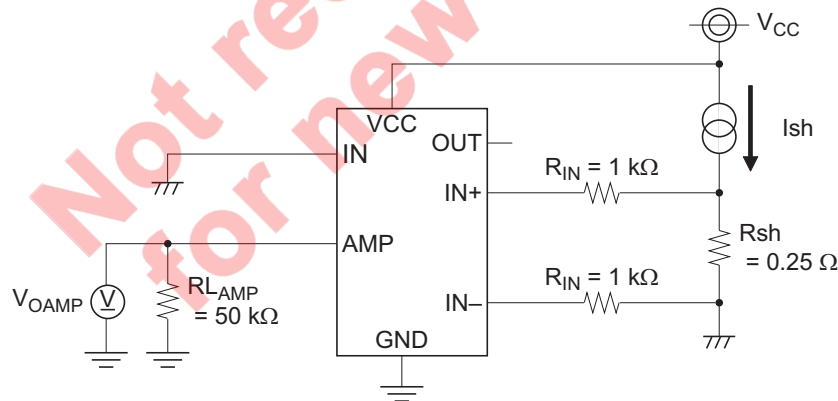 Not re
for new
VCC
VCC
Ish
IN
OUT
RIN = 1 kΩ
IN+
AMP
Rsh
= 0.25 Ω
VOAMP
V
RLAMP
= 50 kΩ
RIN = 1 kΩ
IN–
GND